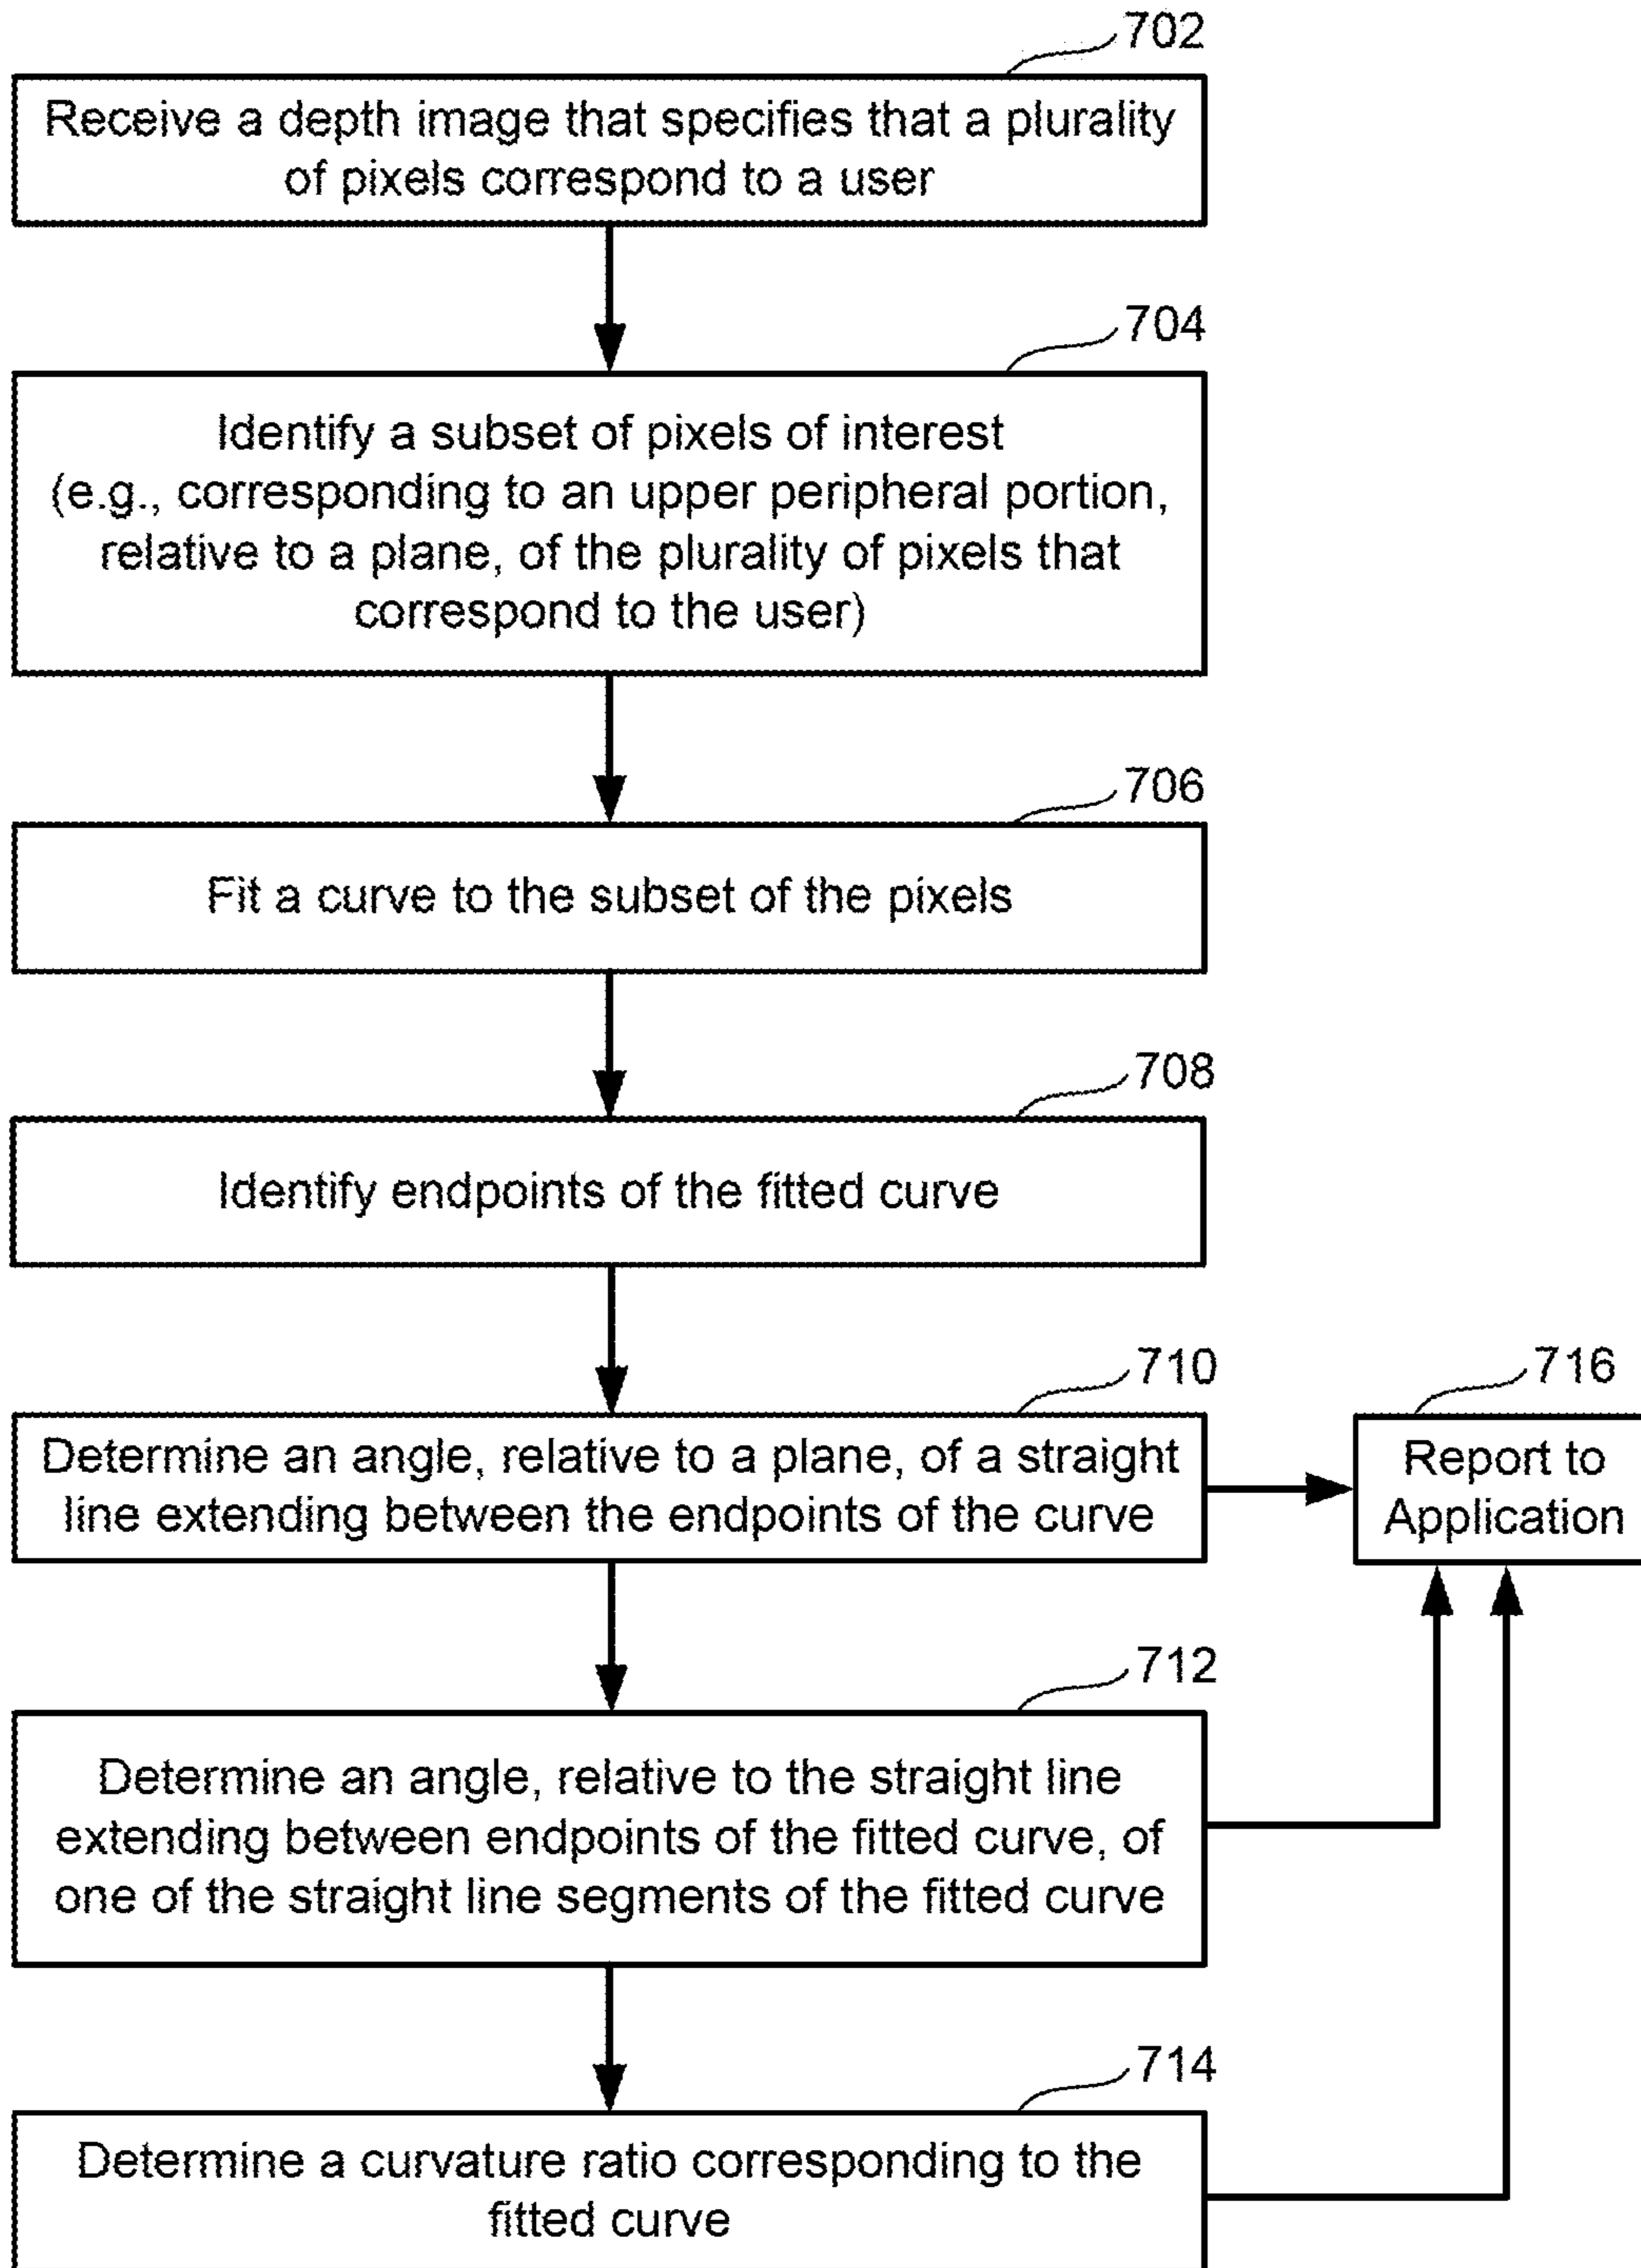 702
Receive a depth image that specifies that a plurality
of pixels correspond to a user
704
Identify a subset of pixels of interest
(e.g., corresponding to an upper peripheral portion,
relative to a plane, of the plurality of pixels that
correspond to the user)
706
Fit a curve to the subset of the pixels
708
Identify endpoints of the fitted curve
710
Determine an angle, relative to a plane, of a straight
line extending between the endpoints of the curve
716
Report to
Application
712
Determine an angle, relative to the straight line
extending between endpoints of the fitted curve, of
one of the straight line segments of the fitted curve
714
Determine a curvature ratio corresponding to the
fitted curve